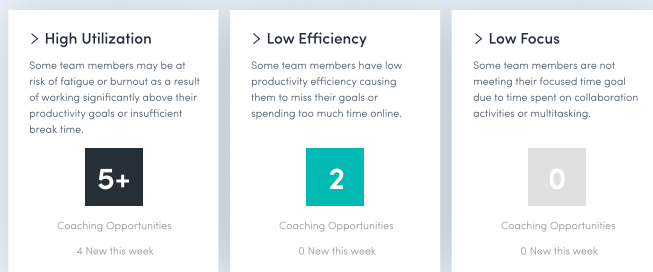 > High Utilization
Some team members may be at
risk of fatigue or burnout as a result
of working significantly above their
productivity goals or insufficient
break time.
5+
Coaching Opportunities
4 New this week
> Low Efficiency
Some team members have low
productivity efficiency causing
them to miss their goals or
spending too much time online.
2
Coaching Opportunities
0 New this week
> Low Focus
Some team members are not
meeting their focused time goal
due to time spent on collaboration
activities or multitasking.
0
Coaching Opportunities
0 New this week